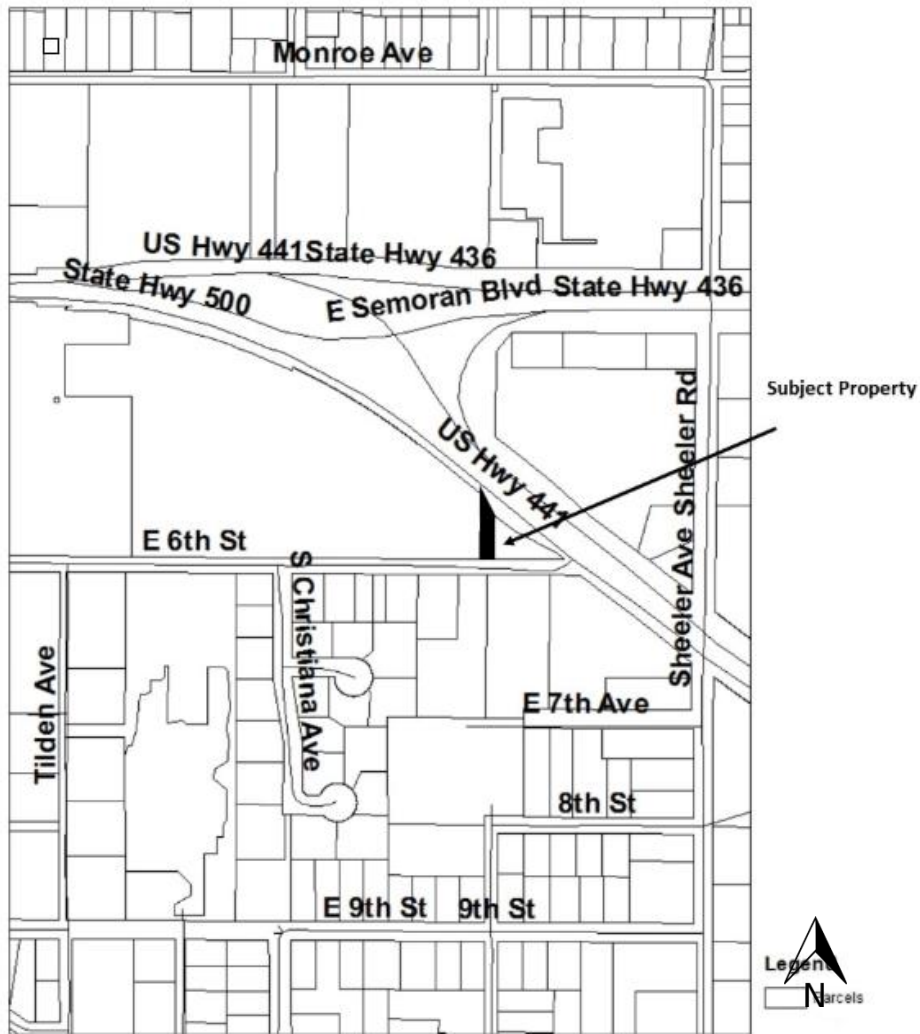 Monroe Ave
US Hwy 441State Hwy 436
State Hwy 500
E Semoran Blvd State Hwy 436
Subject Property
US Hwy 441
Sheeler Ave Sheeler Rd
E 6th St
S Christiana Ave
Tilden Ave
E 7th Ave
8th St
E 9th St 9th St
Legend
N
Parcels